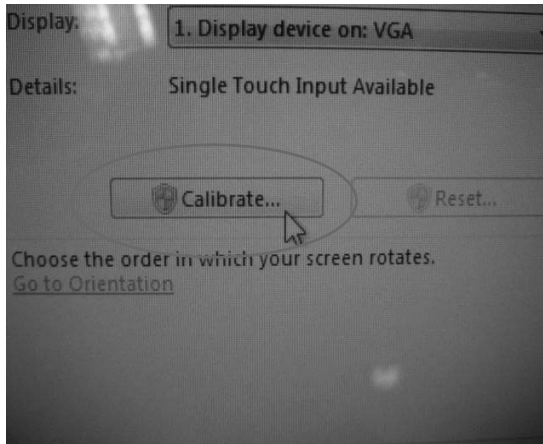 Display: 1. Display device on: VGA
Details: Single Touch Input Available
Calibrate... Reset...
Choose the order in which your screen rotates.
Go to Orientation